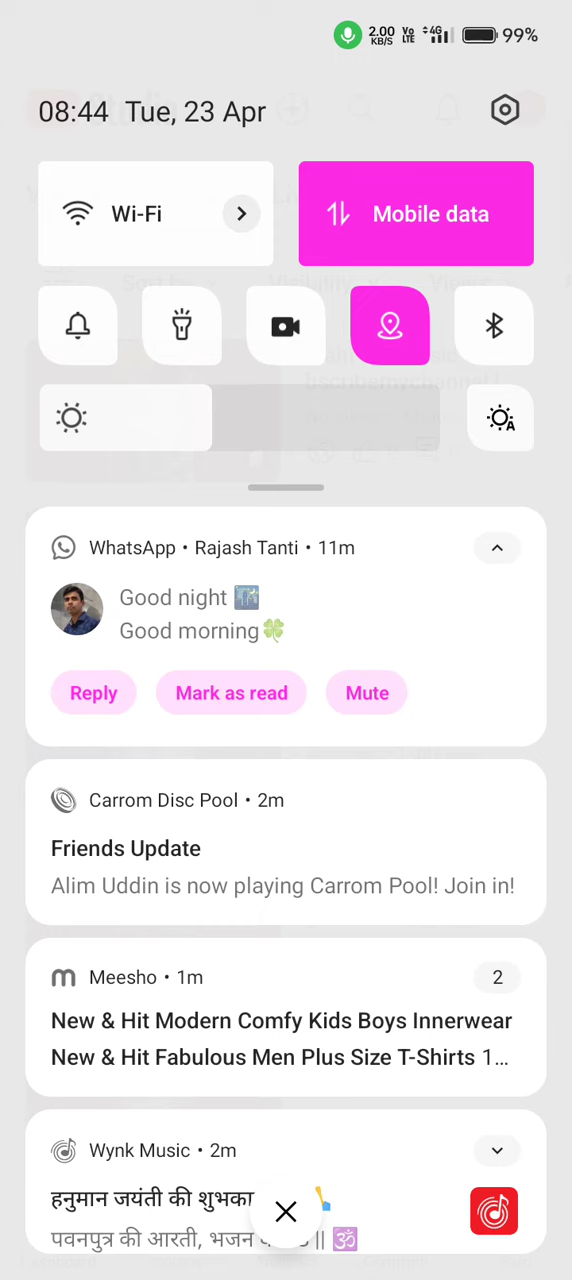 2.00 KB/S Vo LTE 4G 99%
08:44 Tue, 23 Apr
Wi-Fi
Mobile data
A
WhatsApp • Rajash Tanti • 11m
Good night 🌃
Good morning🍀
Reply Mark as read Mute
Carrom Disc Pool • 2m
Friends Update
Alim Uddin is now playing Carrom Pool! Join in!
Meesho • 1m
2
New & Hit Modern Comfy Kids Boys Innerwear
New & Hit Fabulous Men Plus Size T-Shirts 1...
Wynk Music • 2m
हनुमान जयंती की
पवनपुत्र की आरती, भजन || 🕉